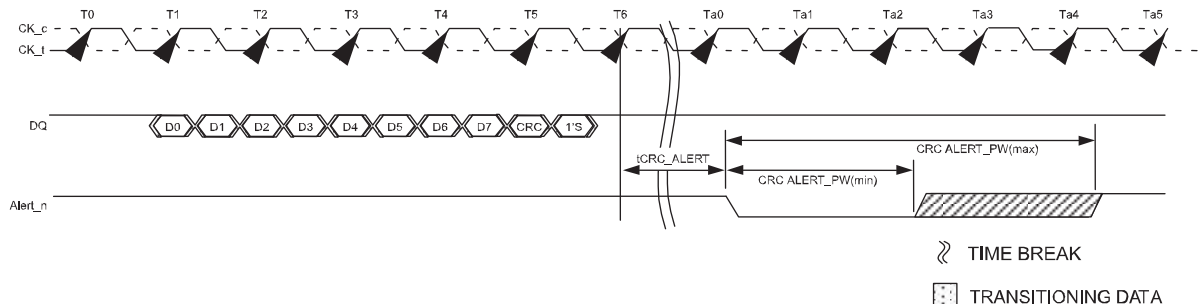 T0 T1 T2 T3 T4 T5 T6 Ta0 Ta1 Ta2 Ta3 Ta4 Ta5
CK_c
CK_t
DQ D0 D1 D2 D3 D4 D5 D6 D7 CRC 1'S
CRC ALERT_PW(max)
tCRC_ALERT
CRC ALERT_PW(min)
Alert_n
TIME BREAK
TRANSITIONING DATA